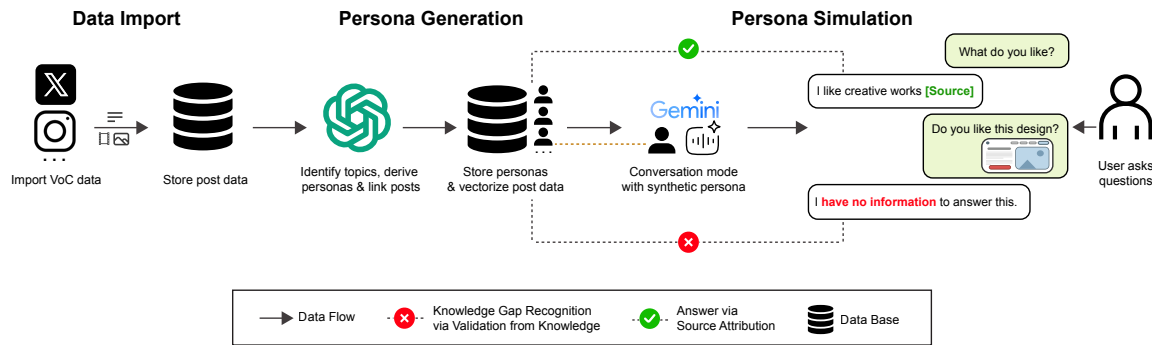 Data Import
Persona Generation
Persona Simulation
Import VoC data
Store post data
Identify topics, derive
personas & link posts
Store personas
& vectorize post data
Gemini
Conversation mode
with synthetic persona
What do you like?
I like creative works [Source]
Do you like this design?
I have no information to answer this.
User asks
questions
Data Flow
Knowledge Gap Recognition
via Validation from Knowledge
Answer via
Source Attribution
Data Base